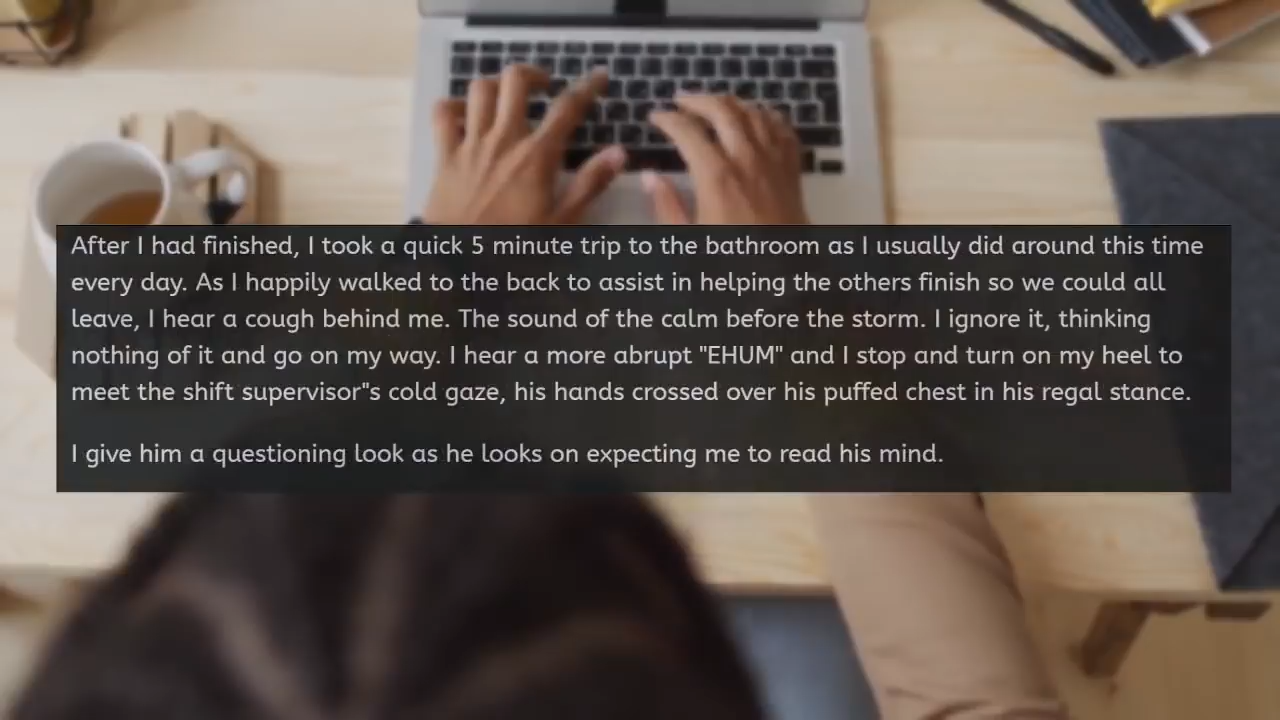 After I had finished, I took a quick 5 minute trip to the bathroom as I usually did around this time
every day. As I happily walked to the back to assist in helping the others finish so we could all
leave, I hear a cough behind me. The sound of the calm before the storm. I ignore it, thinking
nothing of it and go on my way. I hear a more abrupt "EHUM" and I stop and turn on my heel to
meet the shift supervisor"s cold gaze, his hands crossed over his puffed chest in his regal stance.
I give him a questioning look as he looks on expecting me to read his mind.